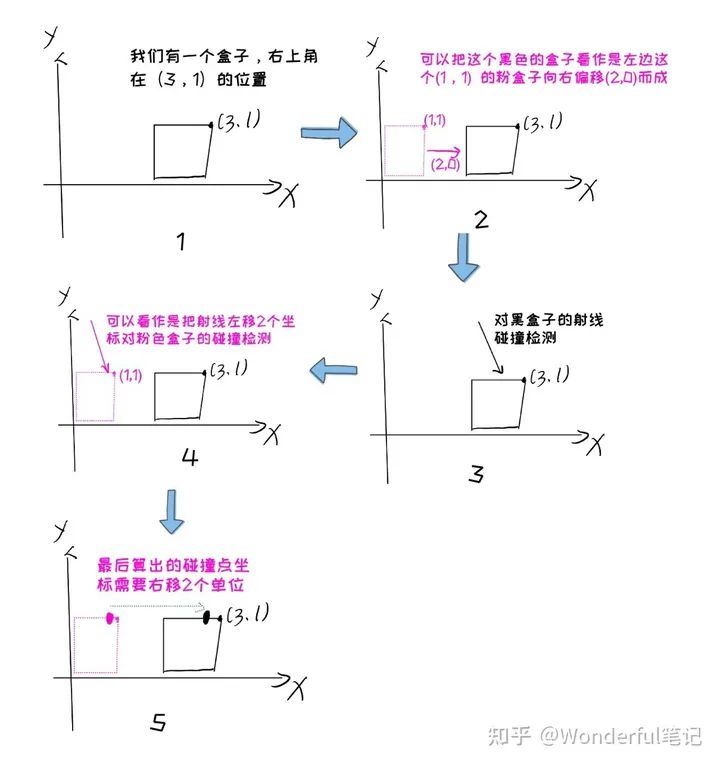 Y
我们有一个盒子，右上角
在（3，1）的位置
(3.1)
X
1
Y
可以把这个黑色的盒子看作是左边这
个(1，1）的粉盒子向右偏移(2,0)而成
(1,1)
(3.1)
(2,0)
X
2
Y
对黑盒子的射线
碰撞检测
(3.1)
X
3
Y
可以看作是把射线左移2个坐
标对粉色盒子的碰撞检测
(1,1)
(3.1)
X
4
Y
最后算出的碰撞点坐
标需要右移2个单位
(3.1)
X
5
知乎 @Wonderful笔记